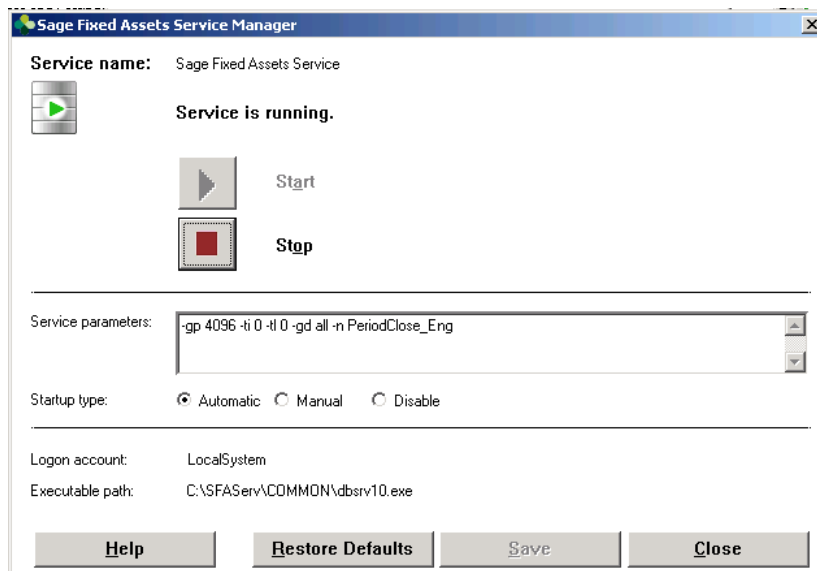 Sage Fixed Assets Service Manager
Service name: Sage Fixed Assets Service
Service is running.
Start
Stop
Service parameters: -gp 4096 -ti 0 -tl 0 -gd all -n PeriodClose_Eng
Startup type: Automatic Manual Disable
Logon account: LocalSystem
Executable path: C:\SFAServ\COMMON\dbsrv10.exe
Help Restore Defaults Save Close